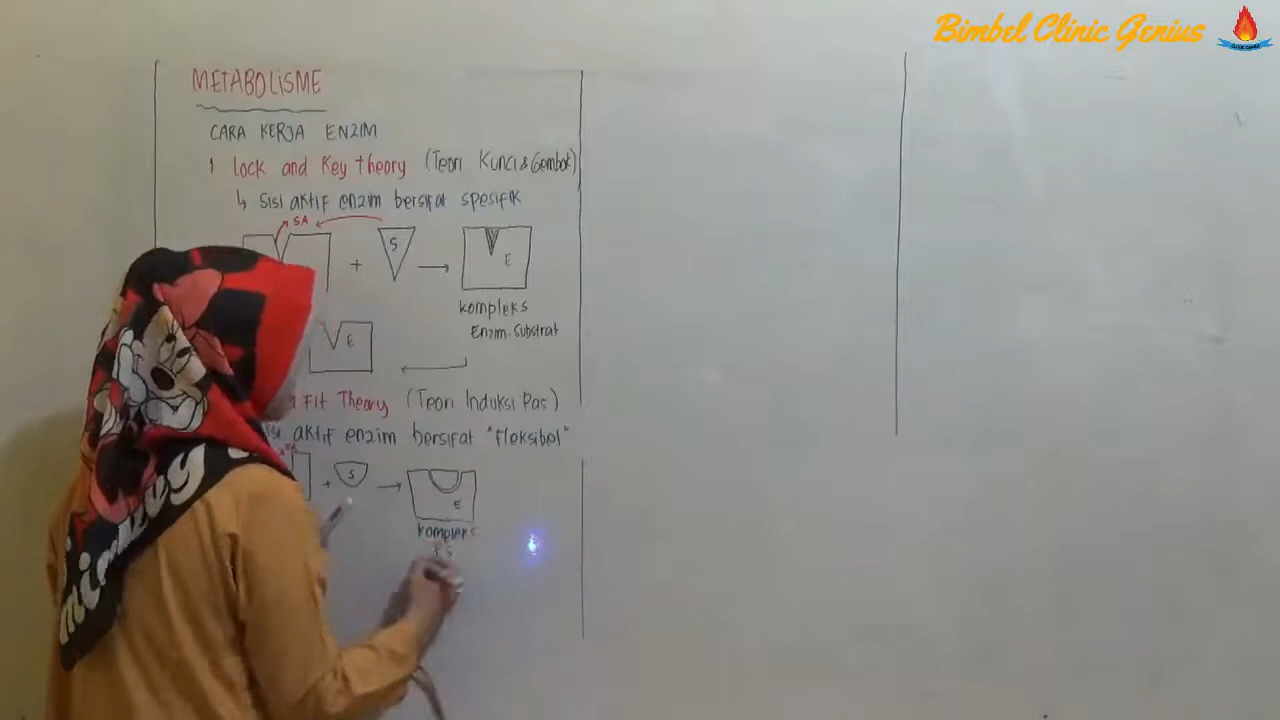 Bimbel Clinic Genius
METABOLISME
CARA KERJA ENZIM
1 Lock and Key Theory (Teori Kunci & Gembok)
↳ Sisi aktif enzim bersifat spesifik
SA
+ S → E
kompleks
Enzim-Substrat
E
Fit Theory (Teori Induksi Pas)
aktif enzim bersifat "Fleksibel"
+ S → E
kompleks